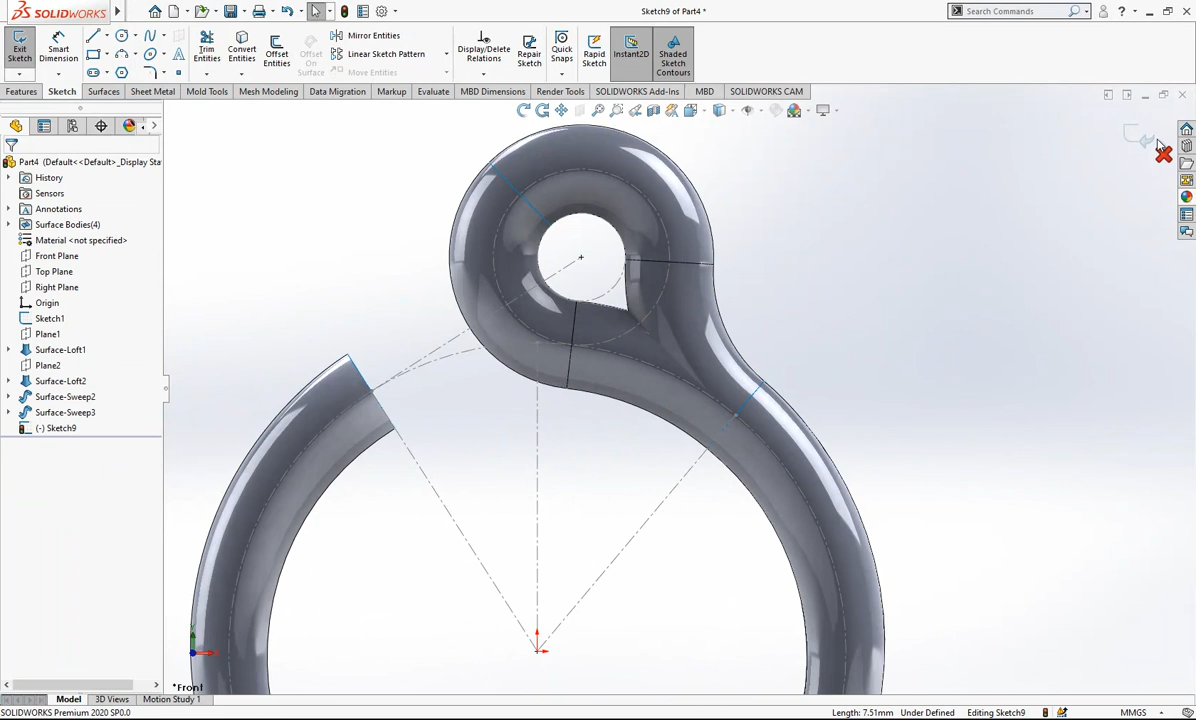 SOLIDWORKS
Sketch9 of Part4 *
Search Commands
Exit Sketch
Smart Dimension
Trim Entities
Convert Entities
Offset Entities
Offset On Surface
Mirror Entities
Linear Sketch Pattern
Move Entities
Display/Delete Relations
Repair Sketch
Quick Snaps
Rapid Sketch
Instant2D
Shaded Sketch Contours
Features Sketch Surfaces Sheet Metal Mold Tools Mesh Modeling Data Migration Markup Evaluate MBD Dimensions Render Tools SOLIDWORKS Add-Ins MBD SOLIDWORKS CAM
Part4 (Default<<Default>_Display Sta
History
Sensors
Annotations
Surface Bodies(4)
Material <not specified>
Front Plane
Top Plane
Right Plane
Origin
Sketch1
Plane1
Surface-Loft1
Plane2
Surface-Loft2
Surface-Sweep2
Surface-Sweep3
(-) Sketch9
*Front
Model 3D Views Motion Study 1
SOLIDWORKS Premium 2020 SP0.0 Length: 7.51mm Under Defined Editing Sketch9 MMGS